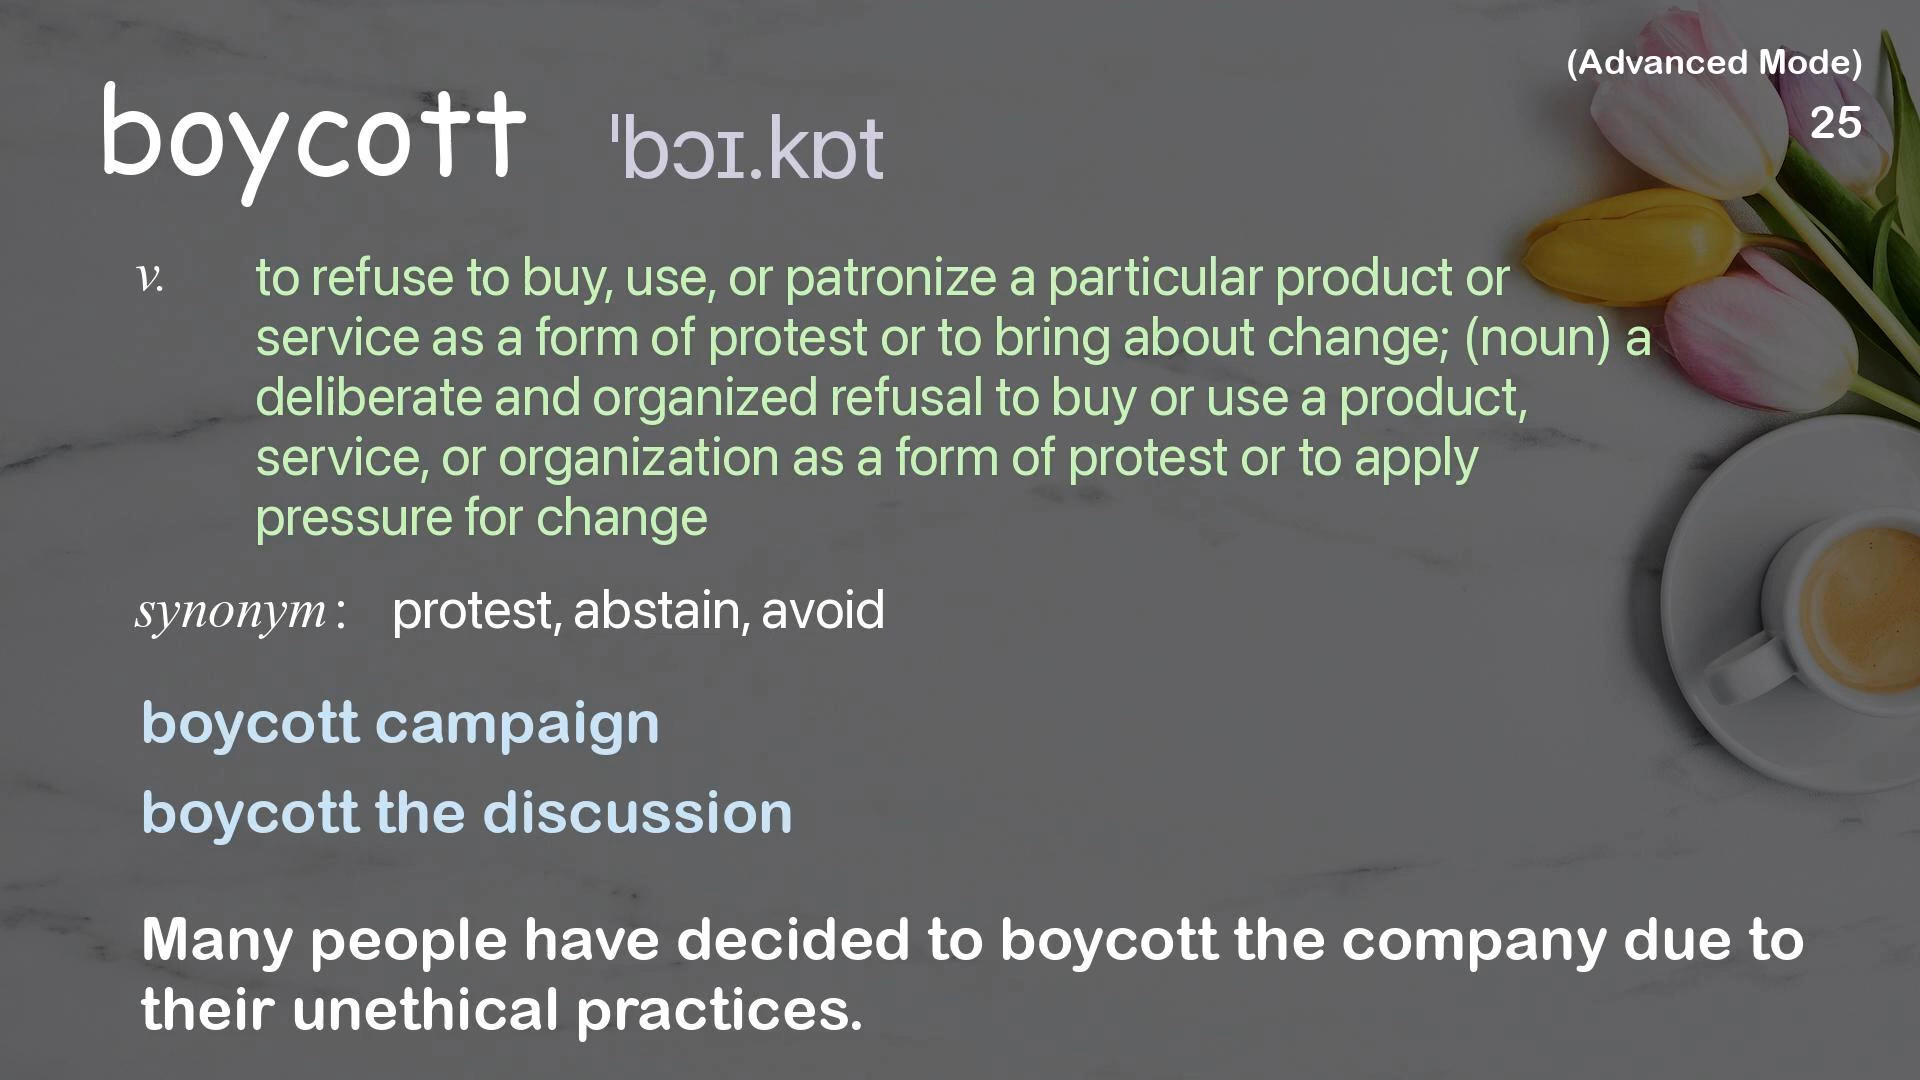 (Advanced Mode)
25
boycott ˈbɔɪ.kɒt
v. to refuse to buy, use, or patronize a particular product or
service as a form of protest or to bring about change; (noun) a
deliberate and organized refusal to buy or use a product,
service, or organization as a form of protest or to apply
pressure for change
synonym: protest, abstain, avoid
boycott campaign
boycott the discussion
Many people have decided to boycott the company due to
their unethical practices.